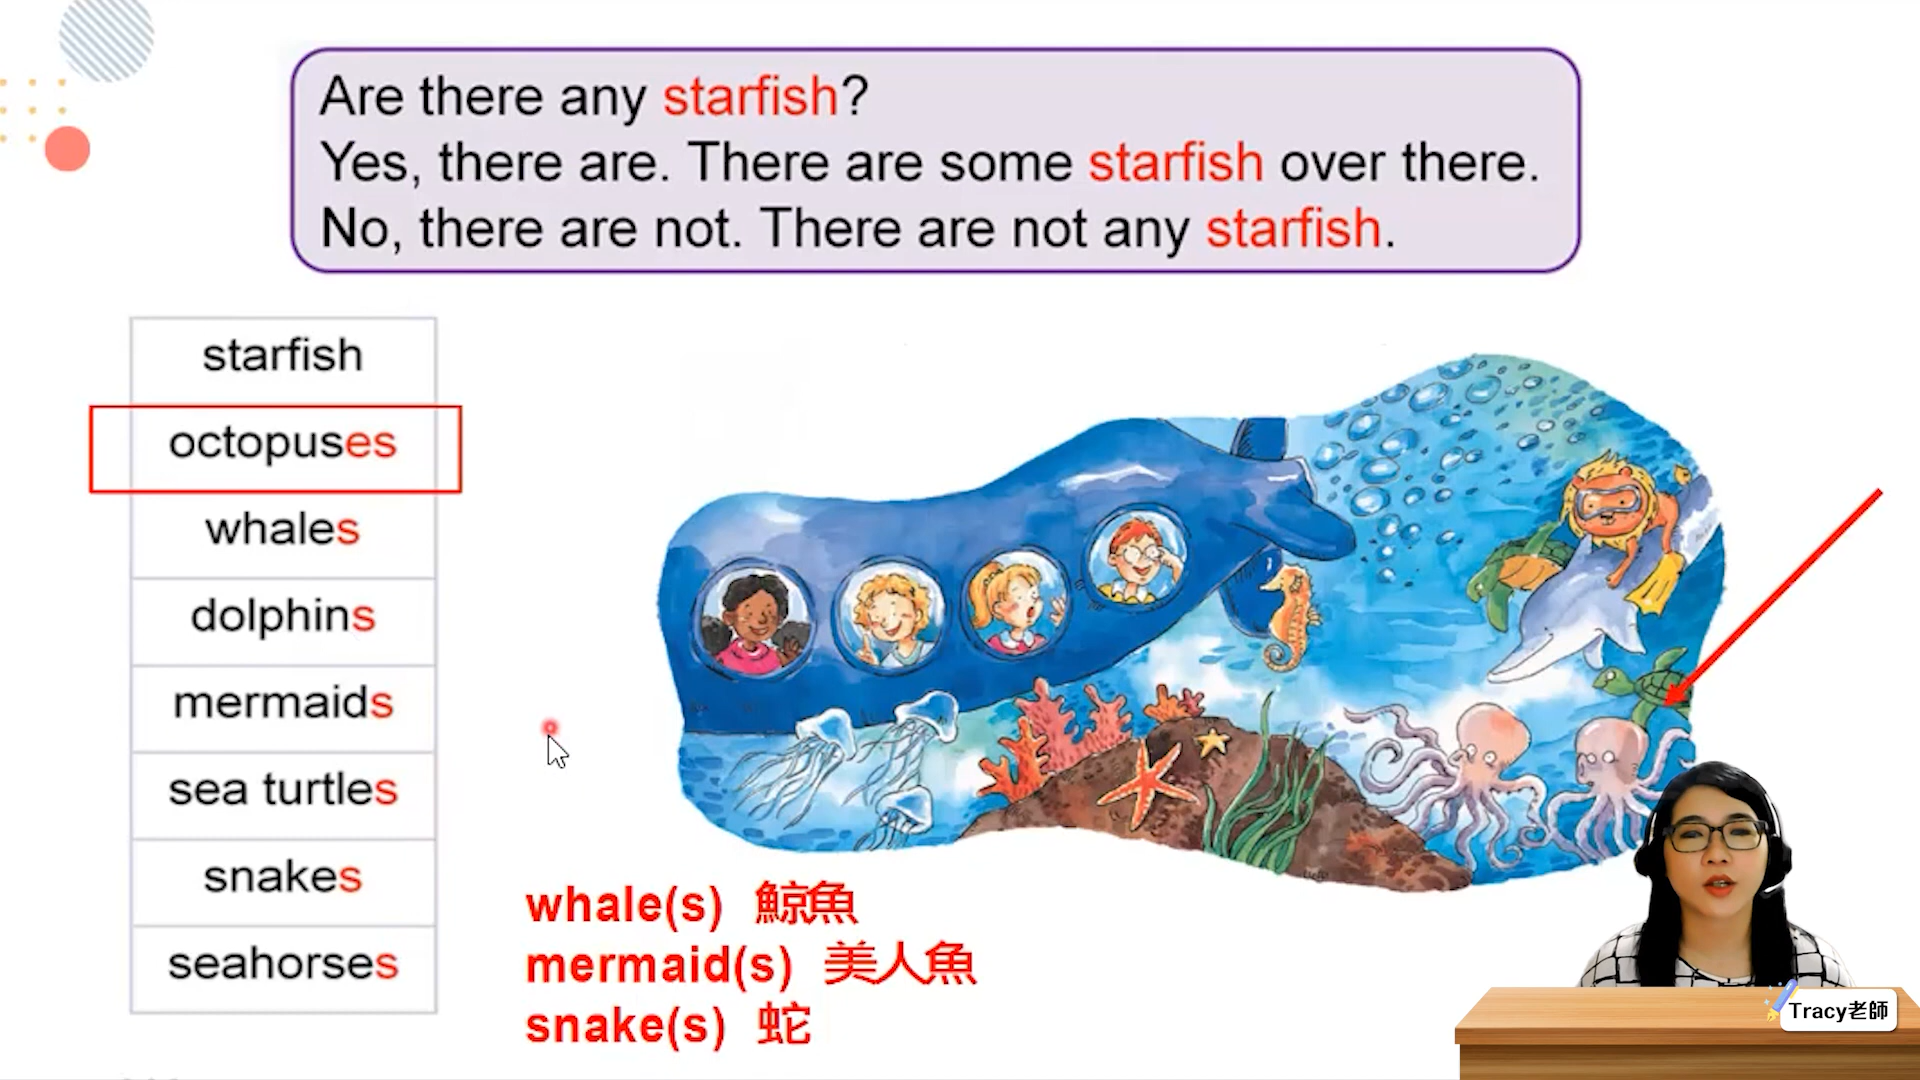 Are there any starfish?
Yes, there are. There are some starfish over there.
No, there are not. There are not any starfish.
starfish
octopuses
whales
dolphins
mermaids
sea turtles
snakes
seahorses
whale(s) 鯨魚
mermaid(s) 美人魚
snake(s) 蛇
Tracy老師